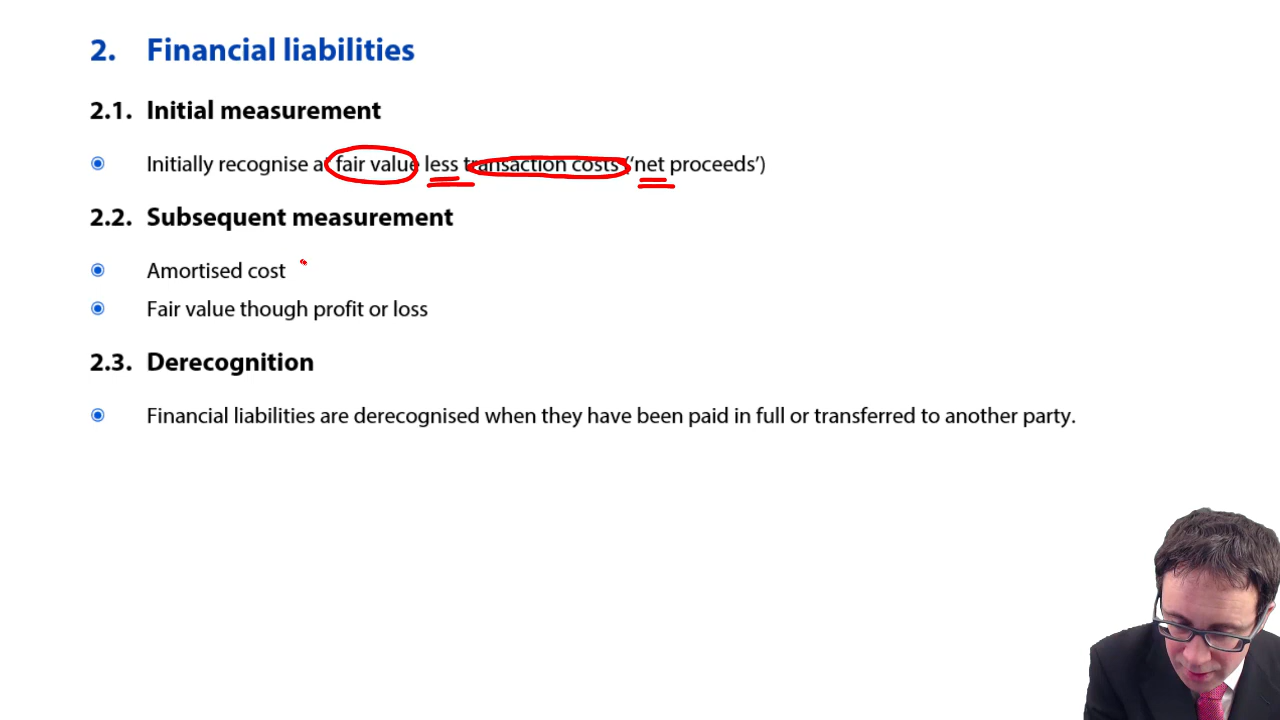 2. Financial liabilities
2.1. Initial measurement
Initially recognise at fair value less transaction costs ('net proceeds')
2.2. Subsequent measurement
Amortised cost
Fair value though profit or loss
2.3. Derecognition
Financial liabilities are derecognised when they have been paid in full or transferred to another party.